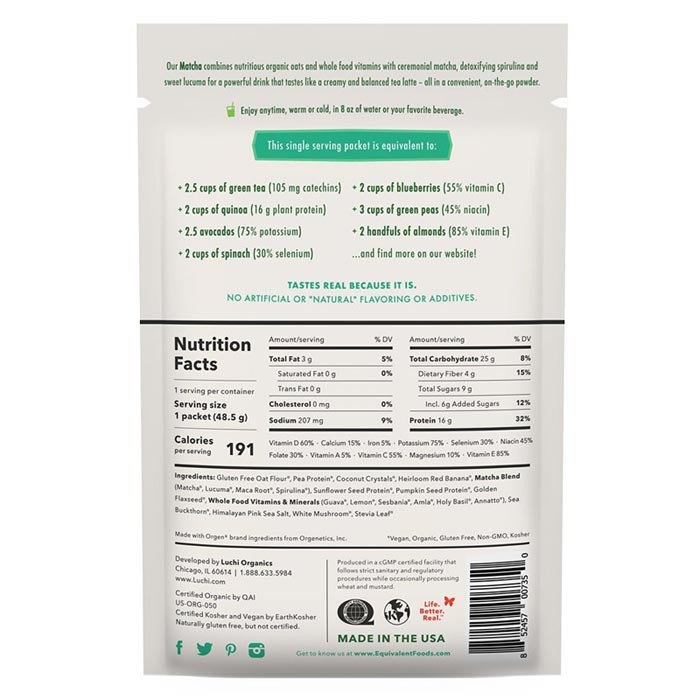 Our Matcha combines nutritious organic oats and whole food vitamins with ceremonial matcha, detoxifying spirulina and
sweet lucuma for a powerful drink that tastes like a creamy and balanced tea latte – all in a convenient, on-the-go powder.
Enjoy anytime, warm or cold, in 8 oz of water or your favorite beverage.
This single serving packet is equivalent to:
+ 2.5 cups of green tea (105 mg catechins)
+ 2 cups of quinoa (16 g plant protein)
+ 2.5 avocados (75% potassium)
+ 2 cups of spinach (30% selenium)
+ 2 cups of blueberries (55% vitamin C)
+ 3 cups of green peas (45% niacin)
+ 2 handfuls of almonds (85% vitamin E)
...and find more on our website!
TASTES REAL BECAUSE IT IS.
NO ARTIFICIAL OR "NATURAL" FLAVORING OR ADDITIVES.
Nutrition
Facts
1 serving per container
Serving size
1 packet (48.5 g)
Calories
per serving 191
Amount/serving % DV
Total Fat 3 g 5%
Saturated Fat 0 g 0%
Trans Fat 0 g
Cholesterol 0 mg 0%
Sodium 207 mg 9%
Amount/serving % DV
Total Carbohydrate 25 g 8%
Dietary Fiber 4 g 15%
Total Sugars 9 g
Incl. 6g Added Sugars 12%
Protein 16 g 32%
Vitamin D 60% · Calcium 15% · Iron 5% · Potassium 75% · Selenium 30% · Niacin 45%
Folate 30% · Vitamin A 5% · Vitamin C 55% · Magnesium 10% · Vitamin E 85%
Ingredients: Gluten Free Oat Flour*, Pea Protein*, Coconut Crystals*, Heirloom Red Banana*, Matcha Blend
(Matcha*, Lucuma*, Maca Root*, Spirulina*), Sunflower Seed Protein*, Pumpkin Seed Protein*, Golden
Flaxseed*, Whole Food Vitamins & Minerals (Guava*, Lemon*, Sesbania*, Amla*, Holy Basil*, Annatto*), Sea
Buckthorn*, Himalayan Pink Sea Salt, White Mushroom*, Stevia Leaf*
Made with Orgen® brand ingredients from Orgenetics, Inc.
*Vegan, Organic, Gluten Free, Non-GMO, Kosher
Developed by Luchi Organics
Chicago, IL 60614 | 1.888.633.5984
www.Luchi.com
Certified Organic by QAI
US-ORG-050
Certified Kosher and Vegan by EarthKosher
Naturally gluten free, but not certified.
Produced in a cGMP certified facility that
follows strict sanitary and regulatory
procedures while occasionally processing
wheat and mustard.
Life.
Better.
Real.™
MADE IN THE USA
Get to know us at www.EquivalentFoods.com
8 52457 00735 0